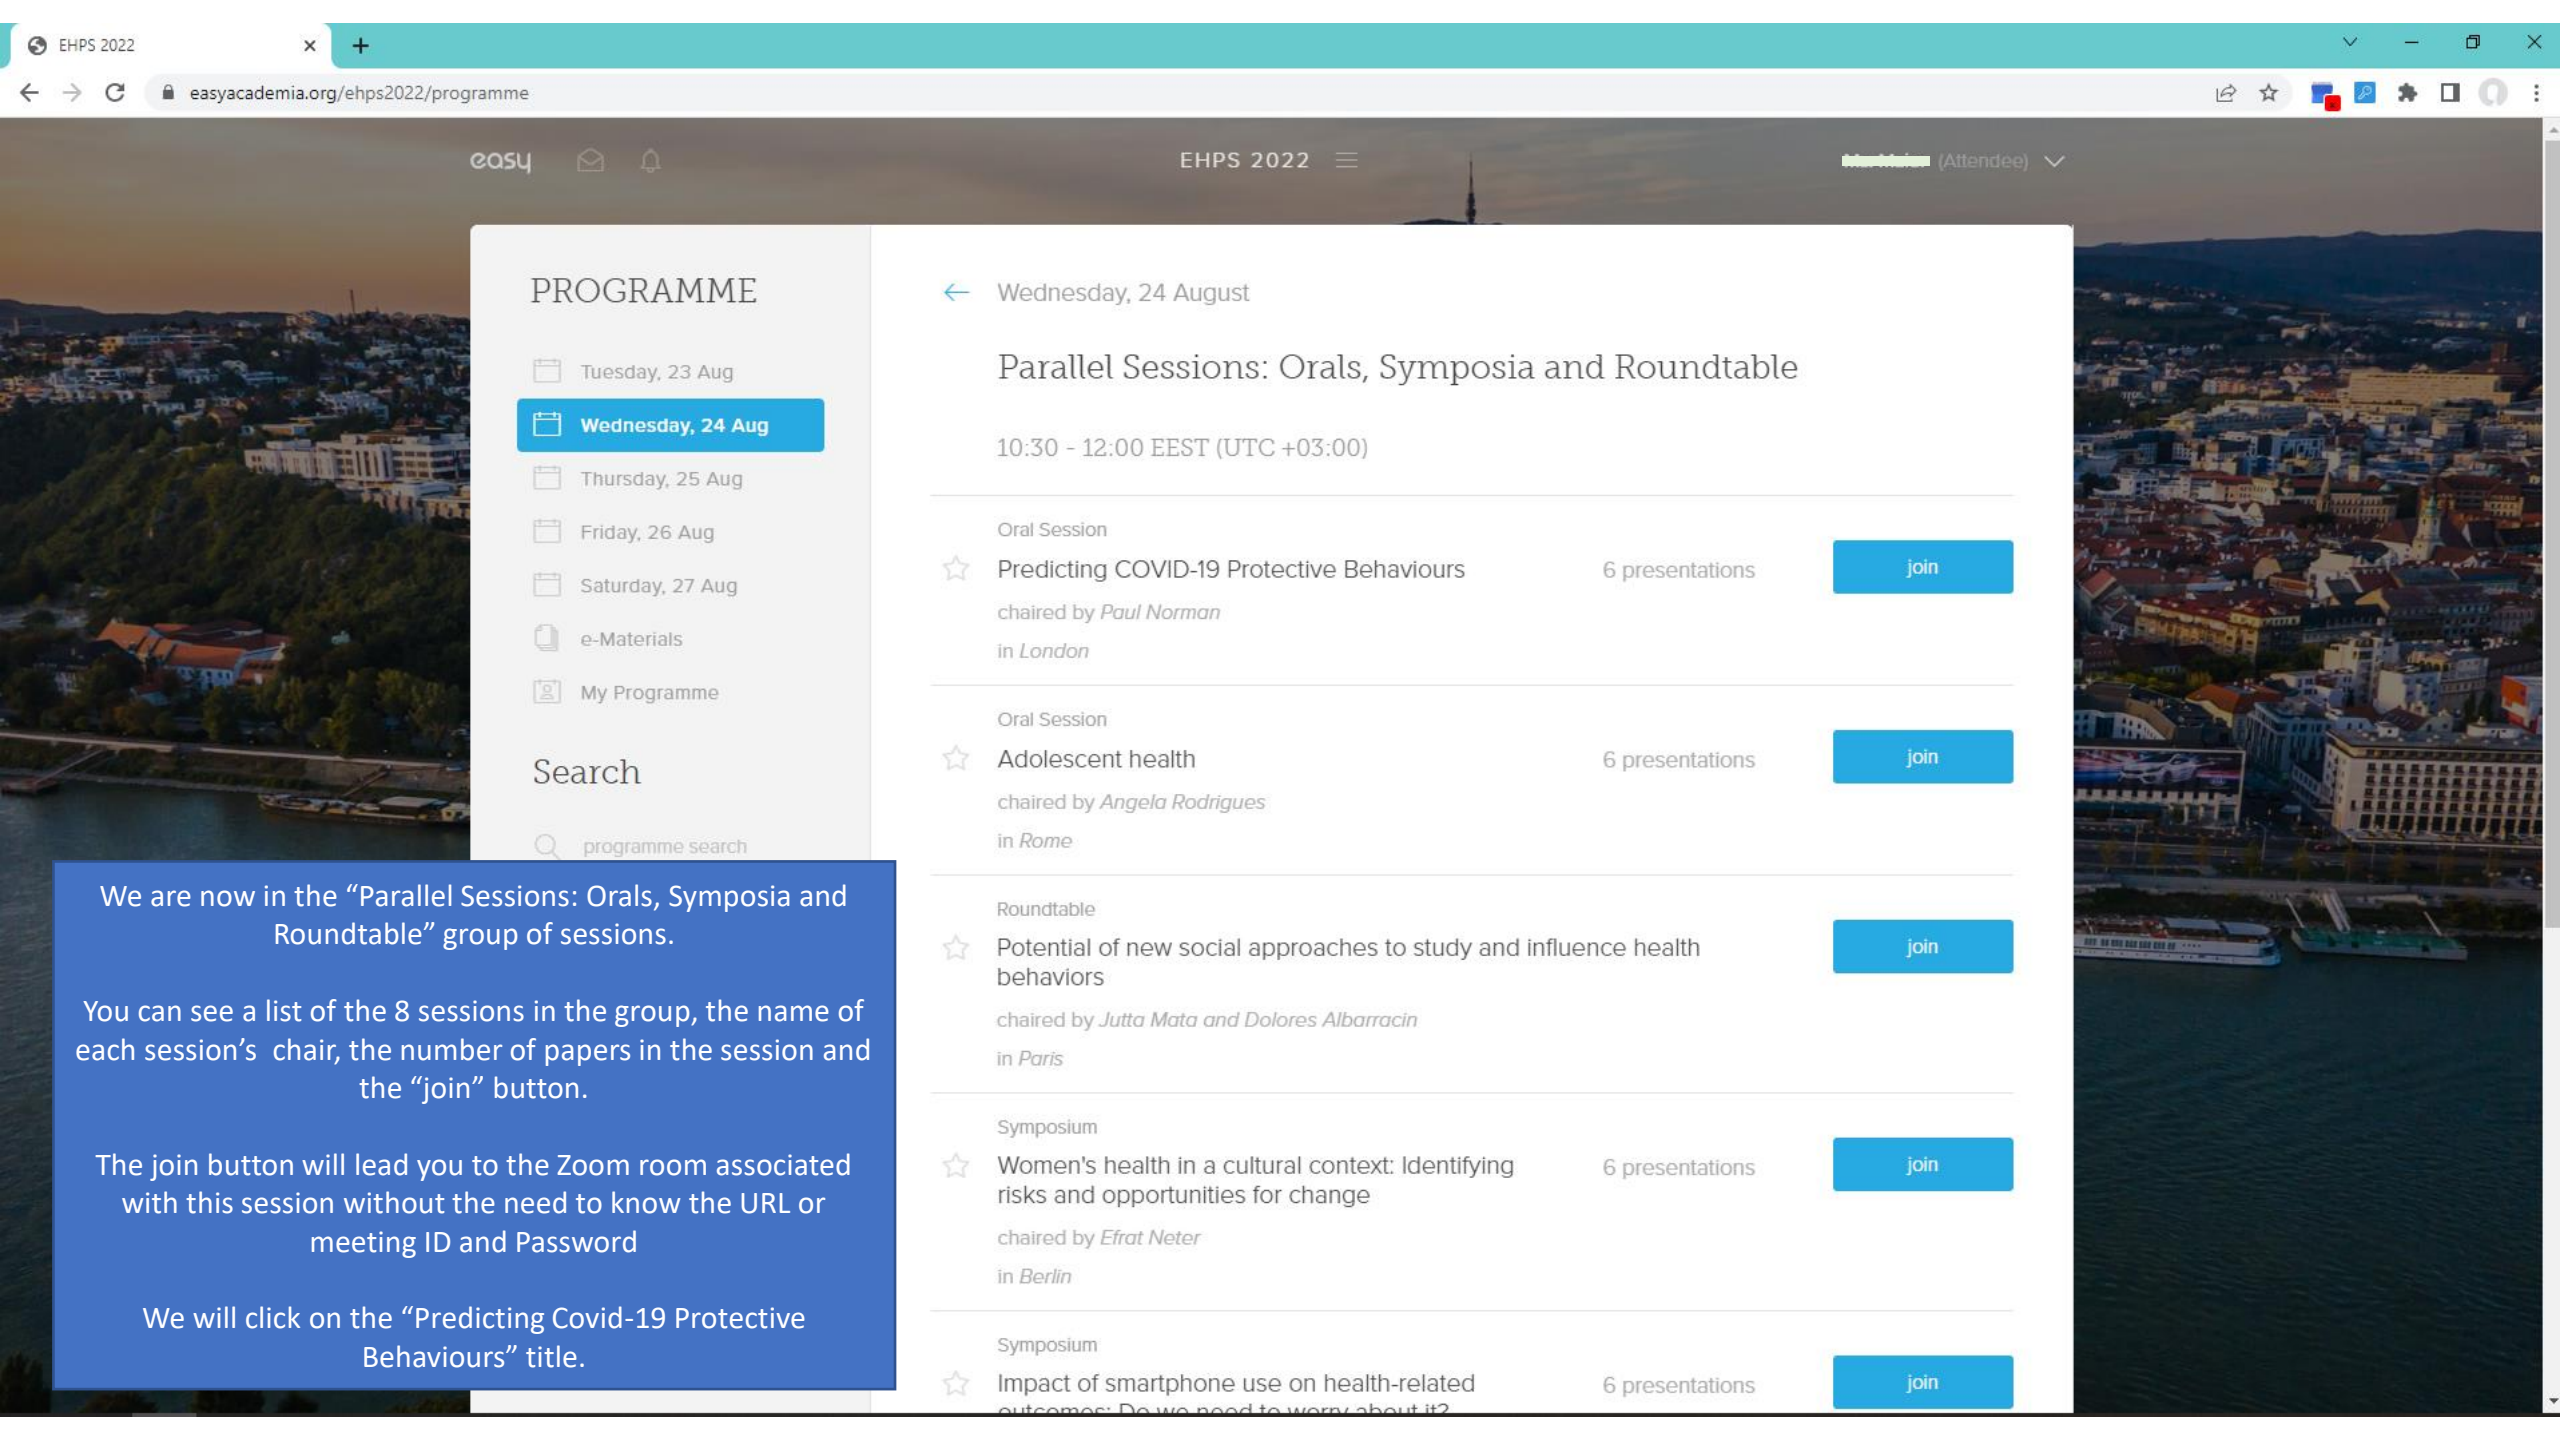 EHPS 2022
easyacademia.org/ehps2022/programme
easy
EHPS 2022
(Attendee)
PROGRAMME
Tuesday, 23 Aug
Wednesday, 24 Aug
Thursday, 25 Aug
Friday, 26 Aug
Saturday, 27 Aug
e-Materials
My Programme
Search
programme search
Wednesday, 24 August
Parallel Sessions: Orals, Symposia and Roundtable
10:30 - 12:00 EEST (UTC +03:00)
Oral Session
Predicting COVID-19 Protective Behaviours
6 presentations
join
chaired by Paul Norman
in London
Oral Session
Adolescent health
6 presentations
join
chaired by Angela Rodrigues
in Rome
Roundtable
Potential of new social approaches to study and influence health
behaviors
join
chaired by Jutta Mata and Dolores Albarracin
in Paris
Symposium
Women's health in a cultural context: Identifying
risks and opportunities for change
6 presentations
join
chaired by Efrat Neter
in Berlin
Symposium
Impact of smartphone use on health-related
outcomes: Do we need to worry about it?
6 presentations
join
We are now in the “Parallel Sessions: Orals, Symposia and
Roundtable” group of sessions.
You can see a list of the 8 sessions in the group, the name of
each session’s  chair, the number of papers in the session and
the “join” button.
The join button will lead you to the Zoom room associated
with this session without the need to know the URL or
meeting ID and Password
We will click on the “Predicting Covid-19 Protective
Behaviours” title.